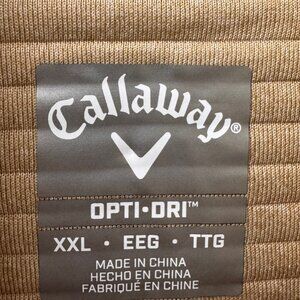 Callaway®
OPTI•DRI™
XXL • EEG • TTG
MADE IN CHINA
HECHO EN CHINA
FABRIQUÉ EN CHINE